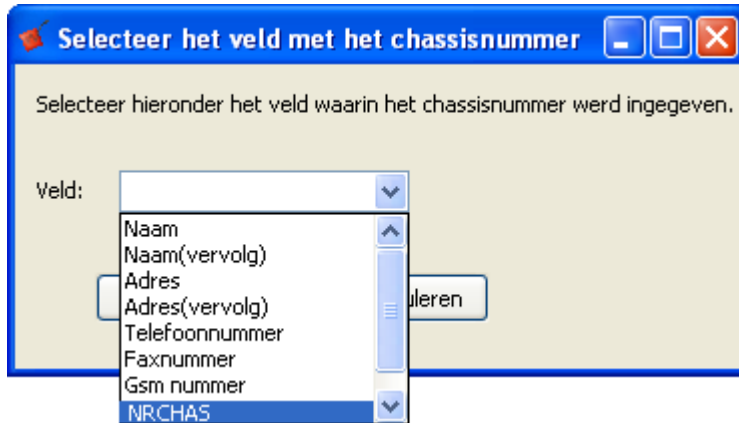 Selecteer het veld met het chassisnummer
Selecteer hieronder het veld waarin het chassisnummer werd ingegeven.
Veld:
Naam
Naam(vervolg)
Adres
Adres(vervolg)
Telefoonnummer
Faxnummer
Gsm nummer
NRCHAS